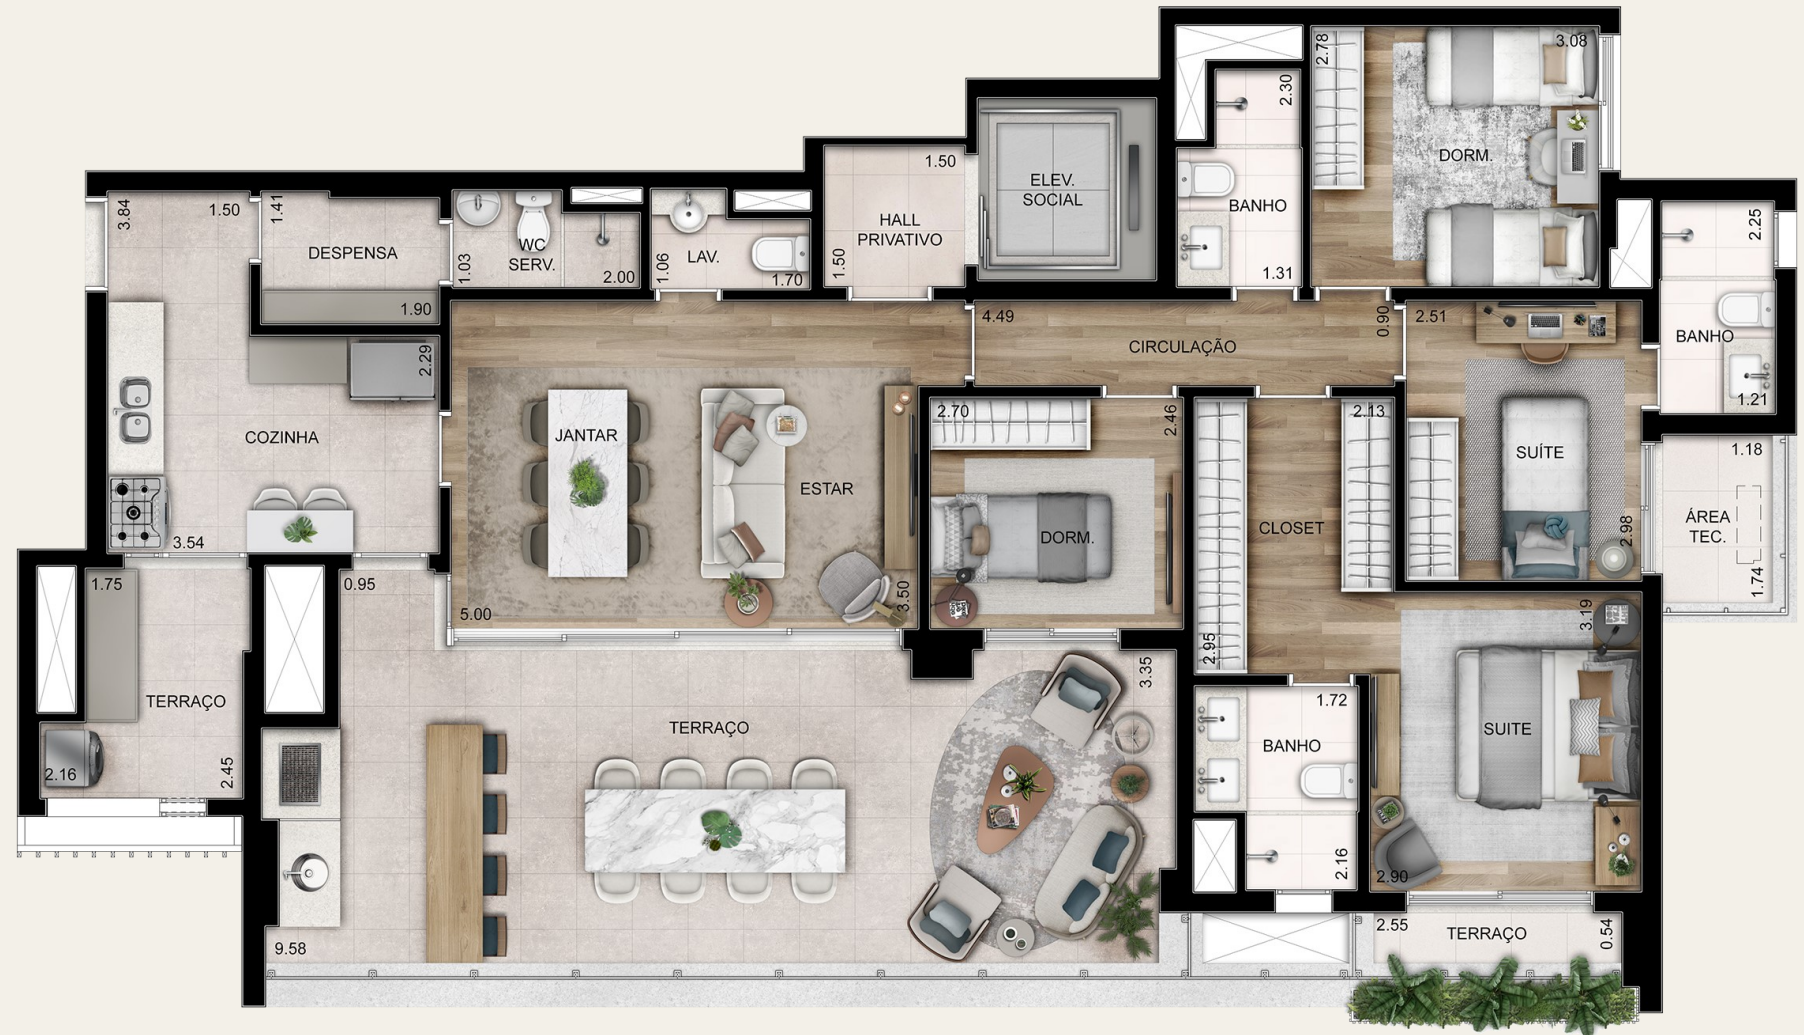 3.08
2.78
DORM.
2.30
BANHO
1.31
ELEV.
SOCIAL
1.50
HALL
PRIVATIVO
1.50
3.84
1.50
1.41
DESPENSA
1.90
WC
SERV.
1.03
2.00
LAV.
1.06
1.70
2.25
BANHO
1.21
4.49
CIRCULAÇÃO
0.90
2.51
SUÍTE
2.98
2.29
COZINHA
3.54
JANTAR
ESTAR
5.00
3.50
2.70
2.46
DORM.
2.13
CLOSET
2.95
1.18
ÁREA
TEC.
1.74
1.75
TERRAÇO
2.16
2.45
0.95
TERRAÇO
3.35
9.58
1.72
BANHO
2.16
3.19
SUITE
2.90
2.55
TERRAÇO
0.54